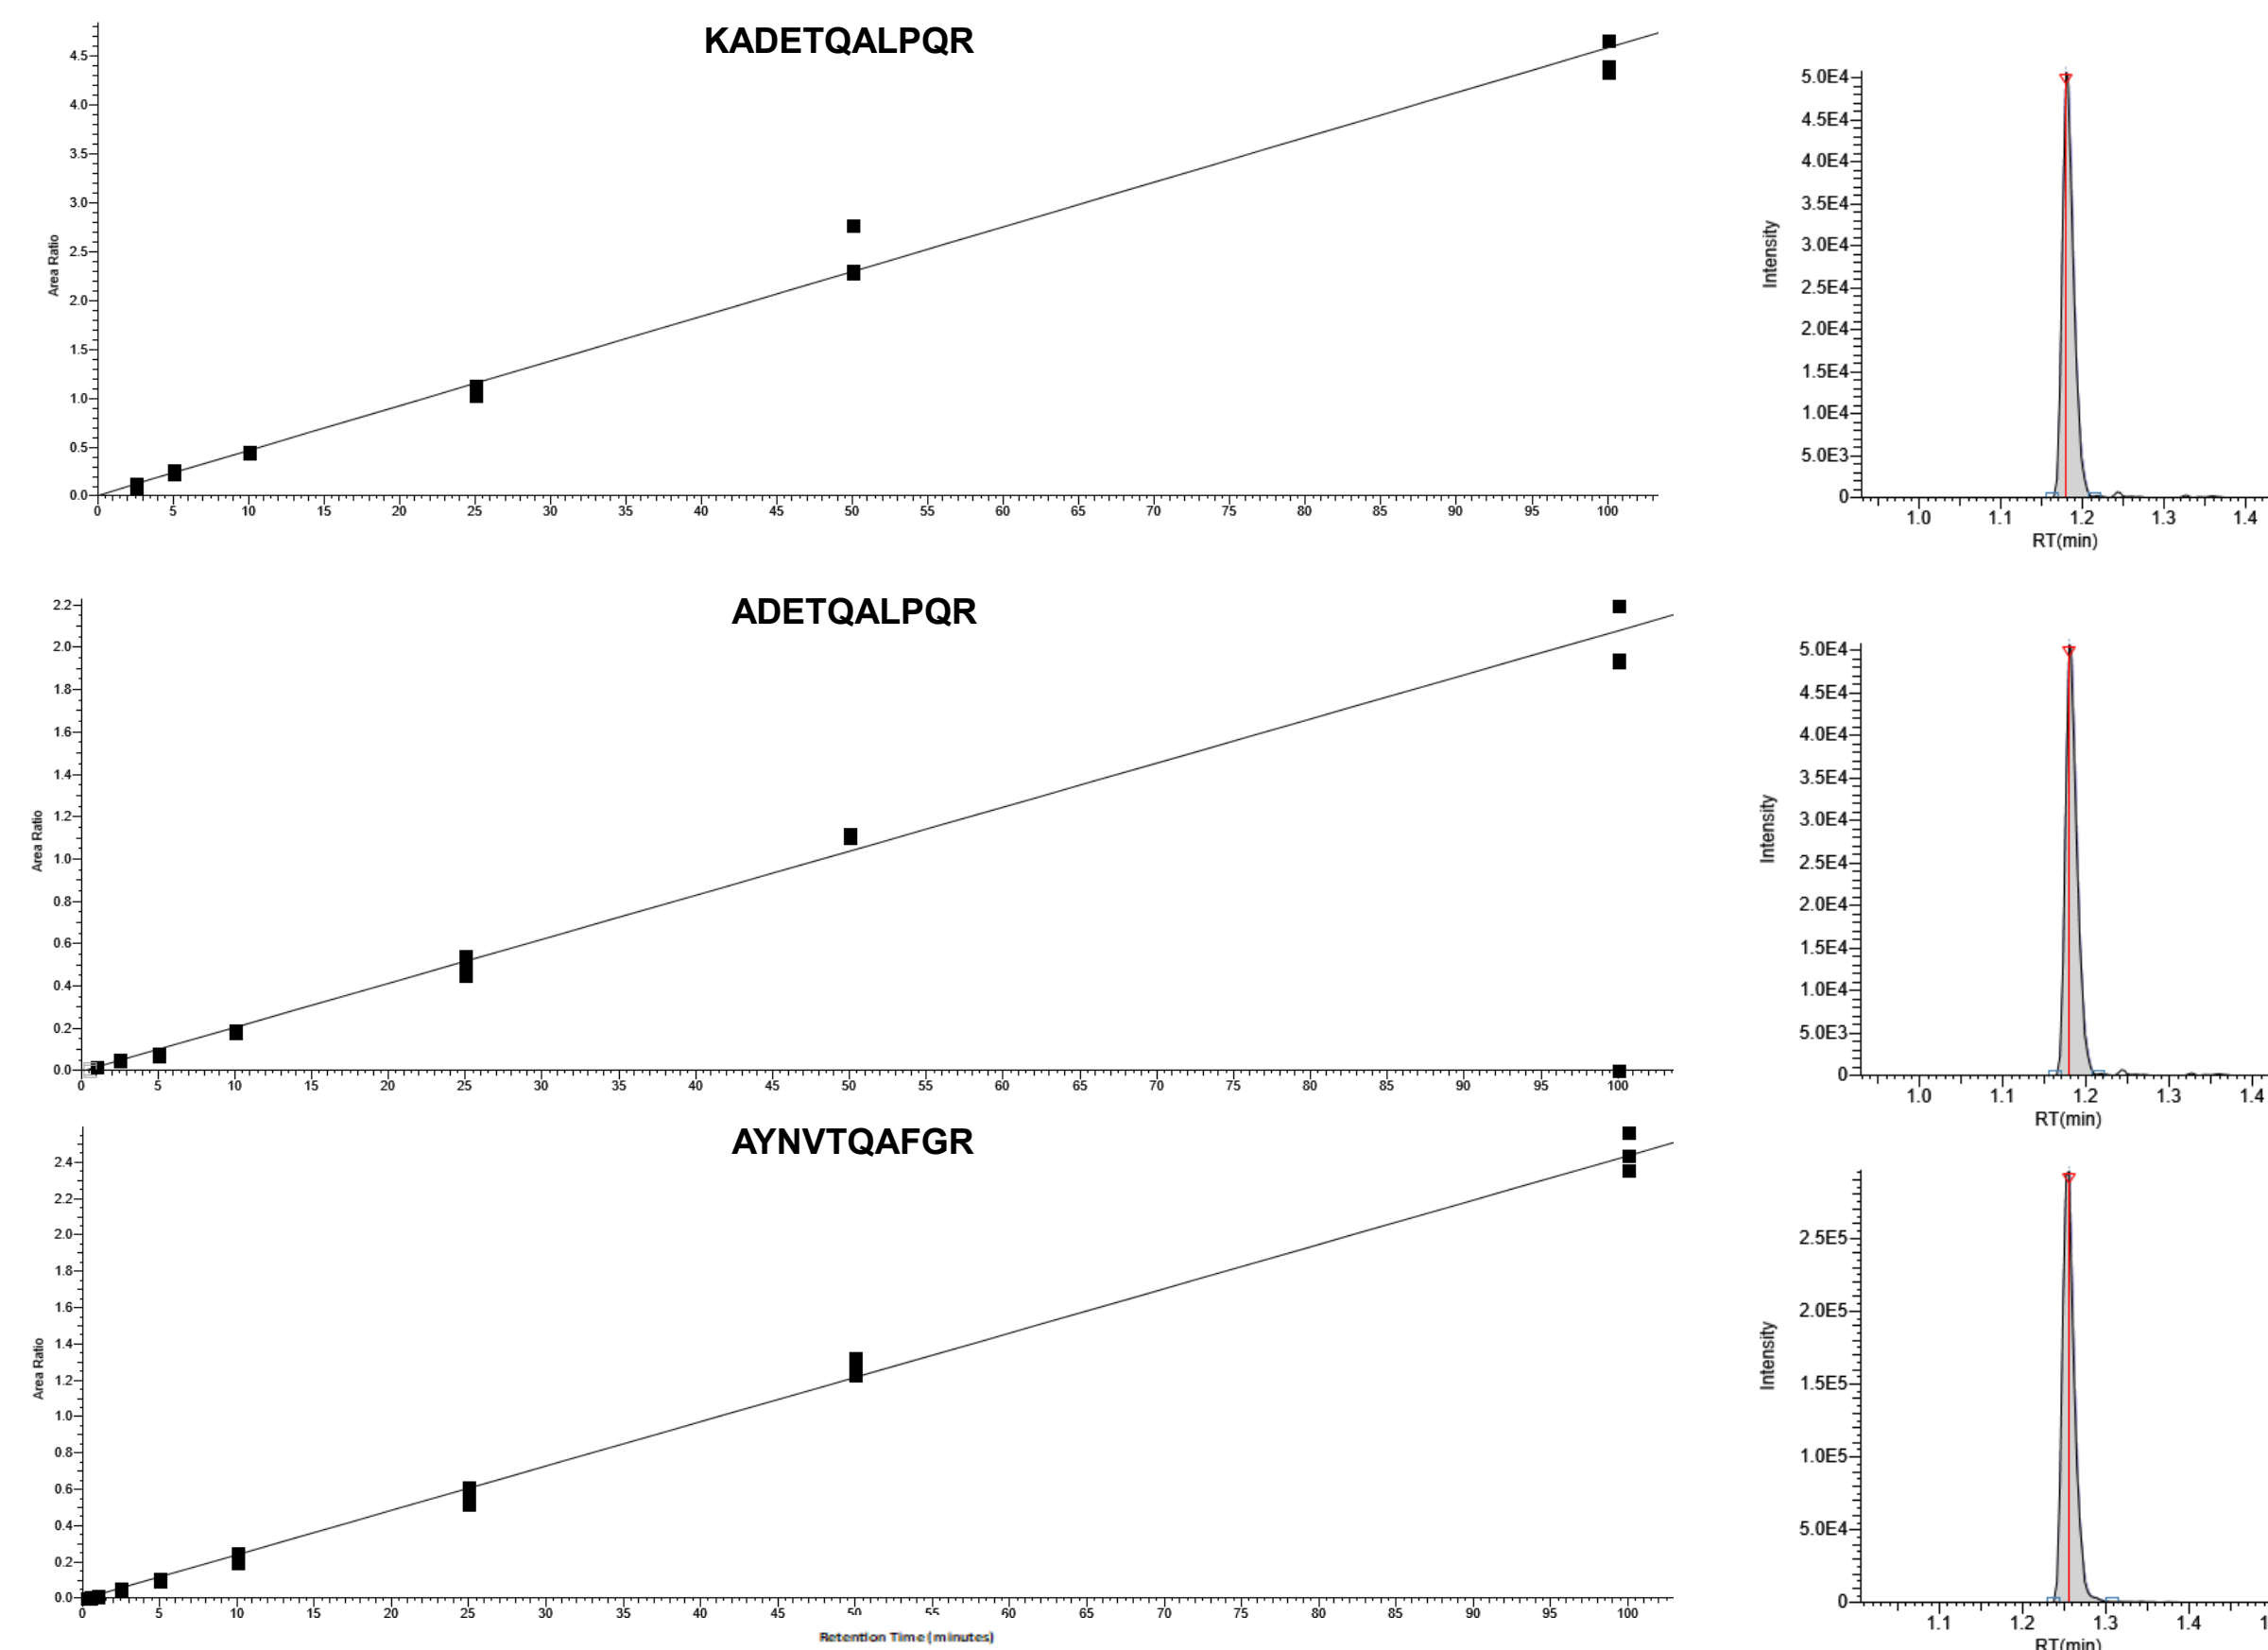 KADETQALPQR
Area Ratio
4.5
4.0
3.5
3.0
2.5
2.0
1.5
1.0
0.5
0.0
0 5 10 15 20 25 30 35 40 45 50 55 60 65 70 75 80 85 90 95 100
Intensity
5.0E4
4.5E4
4.0E4
3.5E4
3.0E4
2.5E4
2.0E4
1.5E4
1.0E4
5.0E3
0
1.0 1.1 1.2 1.3 1.4
RT(min)
ADETQALPQR
Area Ratio
2.2
2.0
1.8
1.6
1.4
1.2
1.0
0.8
0.6
0.4
0.2
0.0
0 5 10 15 20 25 30 35 40 45 50 55 60 65 70 75 80 85 90 95 100
Intensity
5.0E4
4.5E4
4.0E4
3.5E4
3.0E4
2.5E4
2.0E4
1.5E4
1.0E4
5.0E3
0
1.0 1.1 1.2 1.3 1.4
RT(min)
AYNVTQAFGR
Area Ratio
2.4
2.2
2.0
1.8
1.6
1.4
1.2
1.0
0.8
0.6
0.4
0.2
0.0
0 5 10 15 20 25 30 35 40 45 50 55 60 65 70 75 80 85 90 95 100
Retention Time (minutes)
Intensity
2.5E5
2.0E5
1.5E5
1.0E5
5.0E4
0
1.1 1.2 1.3 1.4
RT(min)